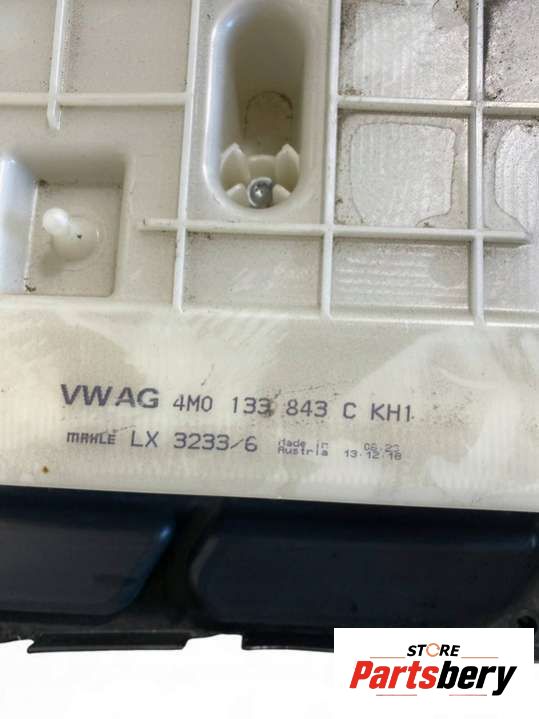 VWAG 4M0 133 843 C KH1
MAHLE LX 3233/6 Made in Austria 06:23 13.12.18
STORE
Partsbery